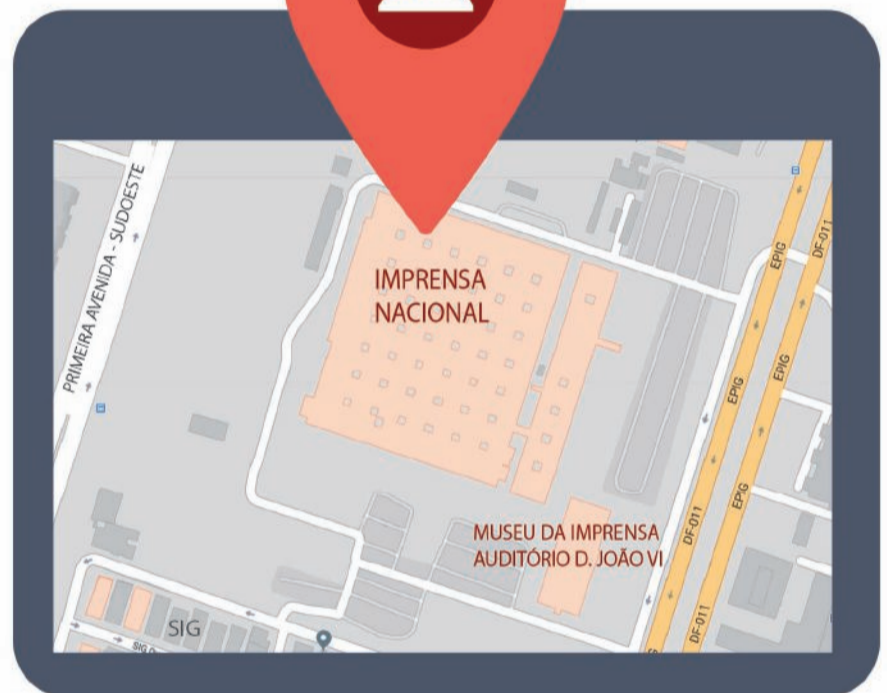 PRIMEIRA AVENIDA - SUDOESTE
IMPRENSA
NACIONAL
EPIG
DF-011
EPIG
EPIG
EPIG
DF-011
DF-011
MUSEU DA IMPRENSA
AUDITÓRIO D. JOÃO VI
SIG
SIG